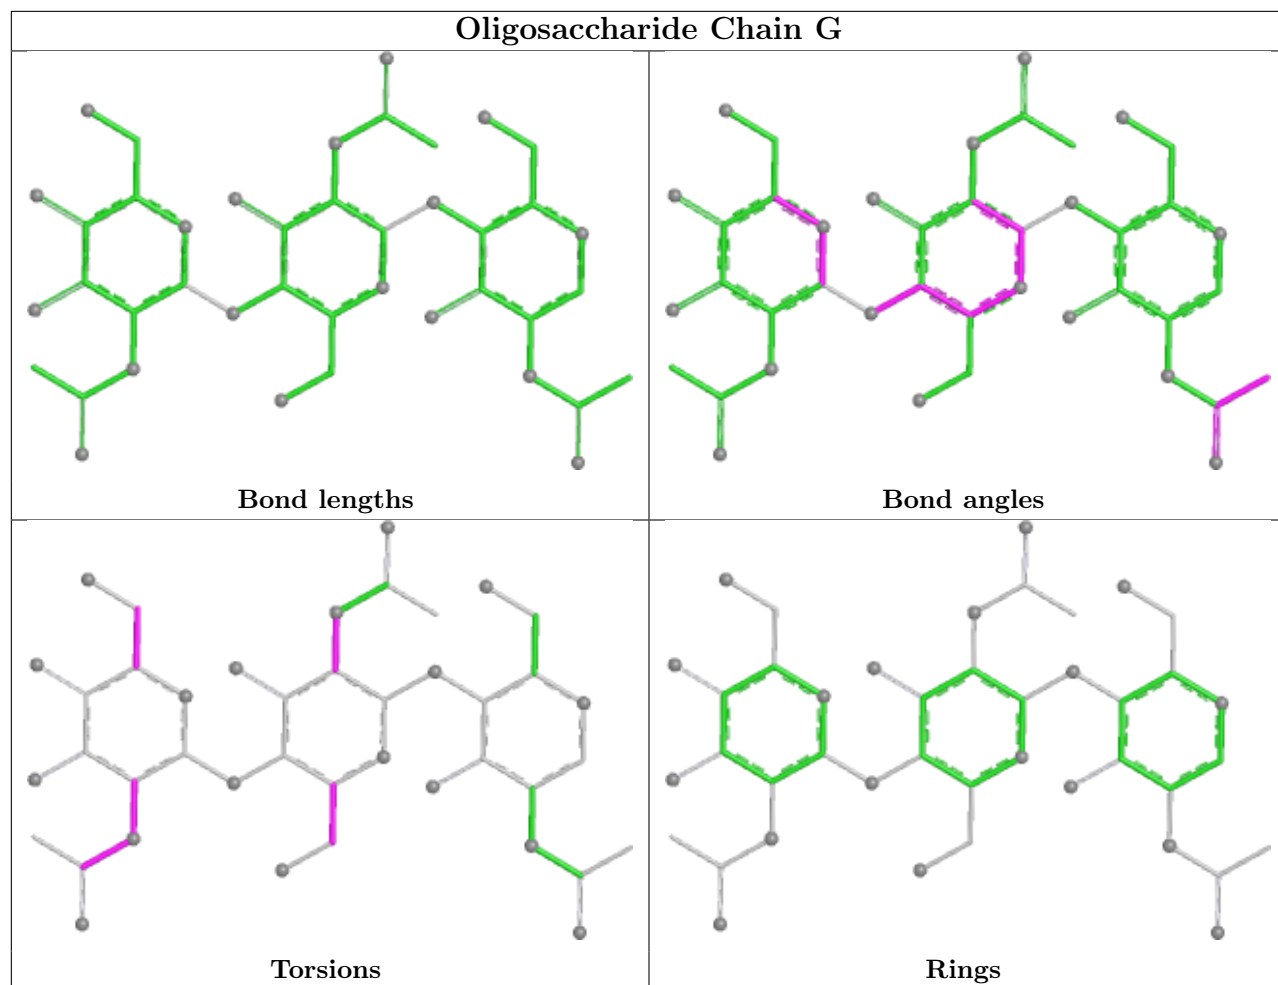 Oligosaccharide Chain G
Bond lengths
Bond angles
Torsions
Rings